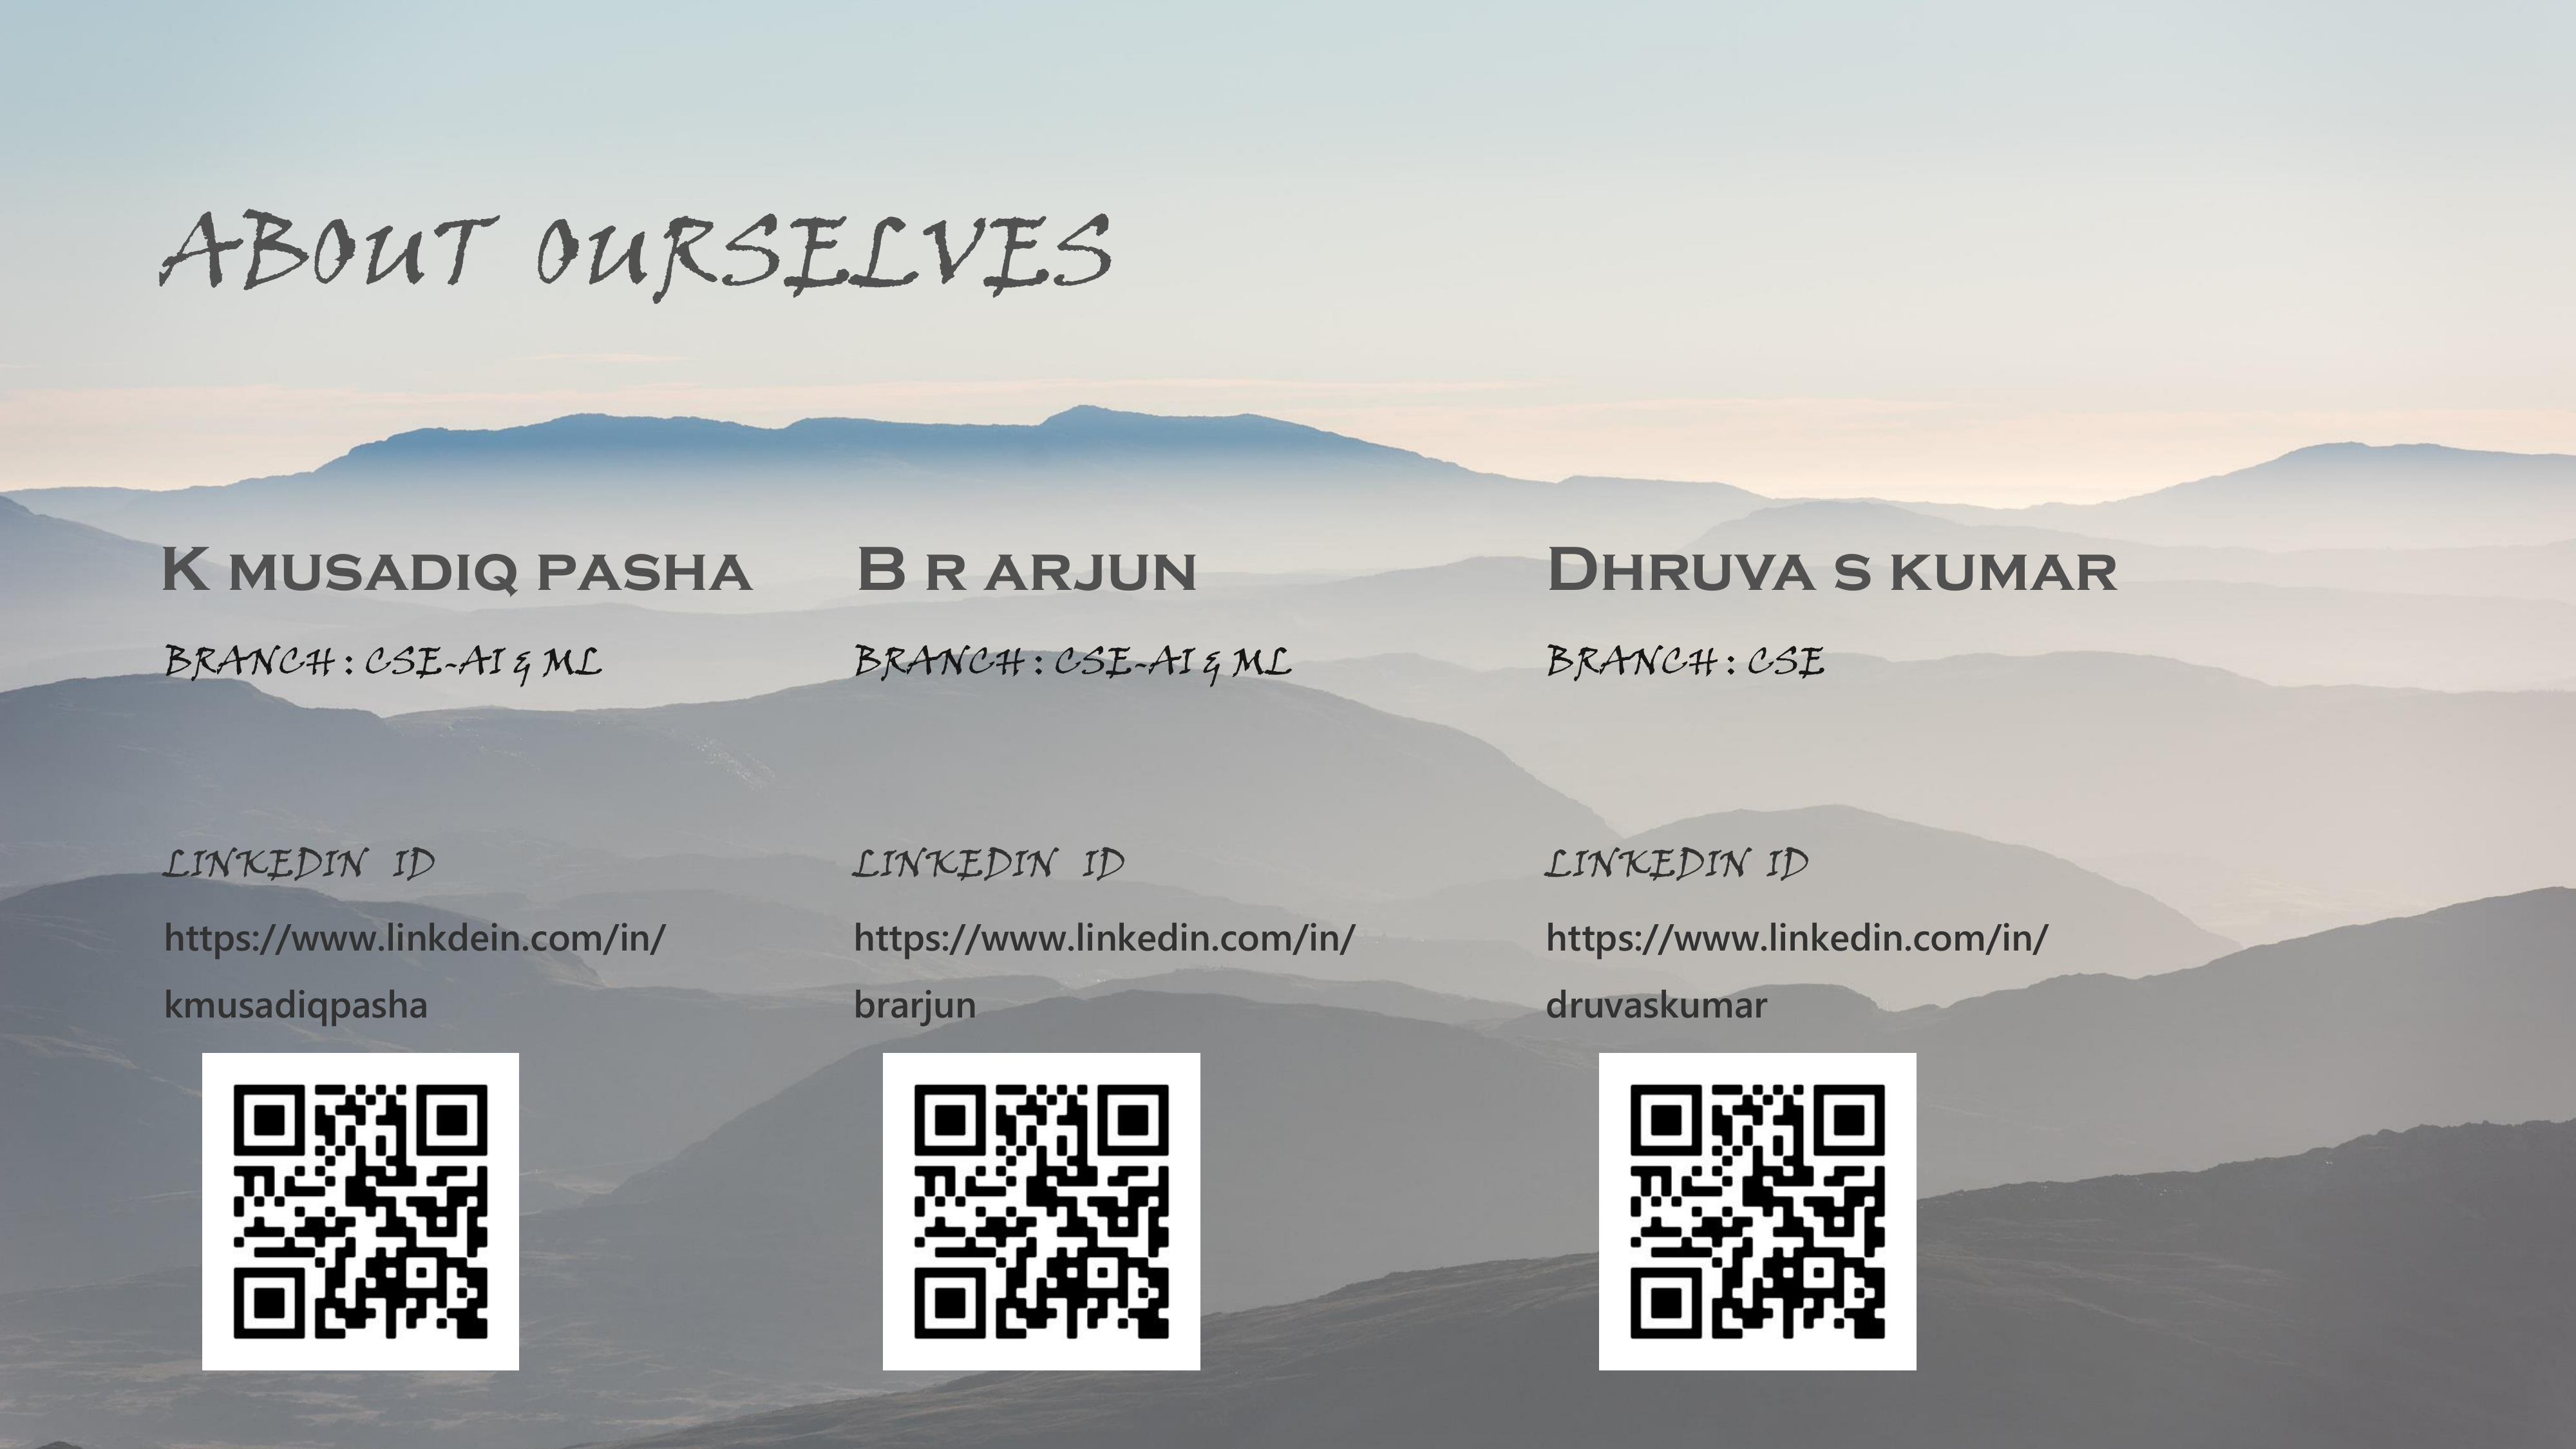 ABOUT OURSELVES
K MUSADIQ PASHA
BRANCH : CSE-AI & ML
LINKEDIN ID
https://www.linkdein.com/in/
kmusadiqpasha
B R ARJUN
BRANCH : CSE-AI & ML
LINKEDIN ID
https://www.linkedin.com/in/
brarjun
DHRUVA S KUMAR
BRANCH : CSE
LINKEDIN ID
https://www.linkedin.com/in/
druvaskumar